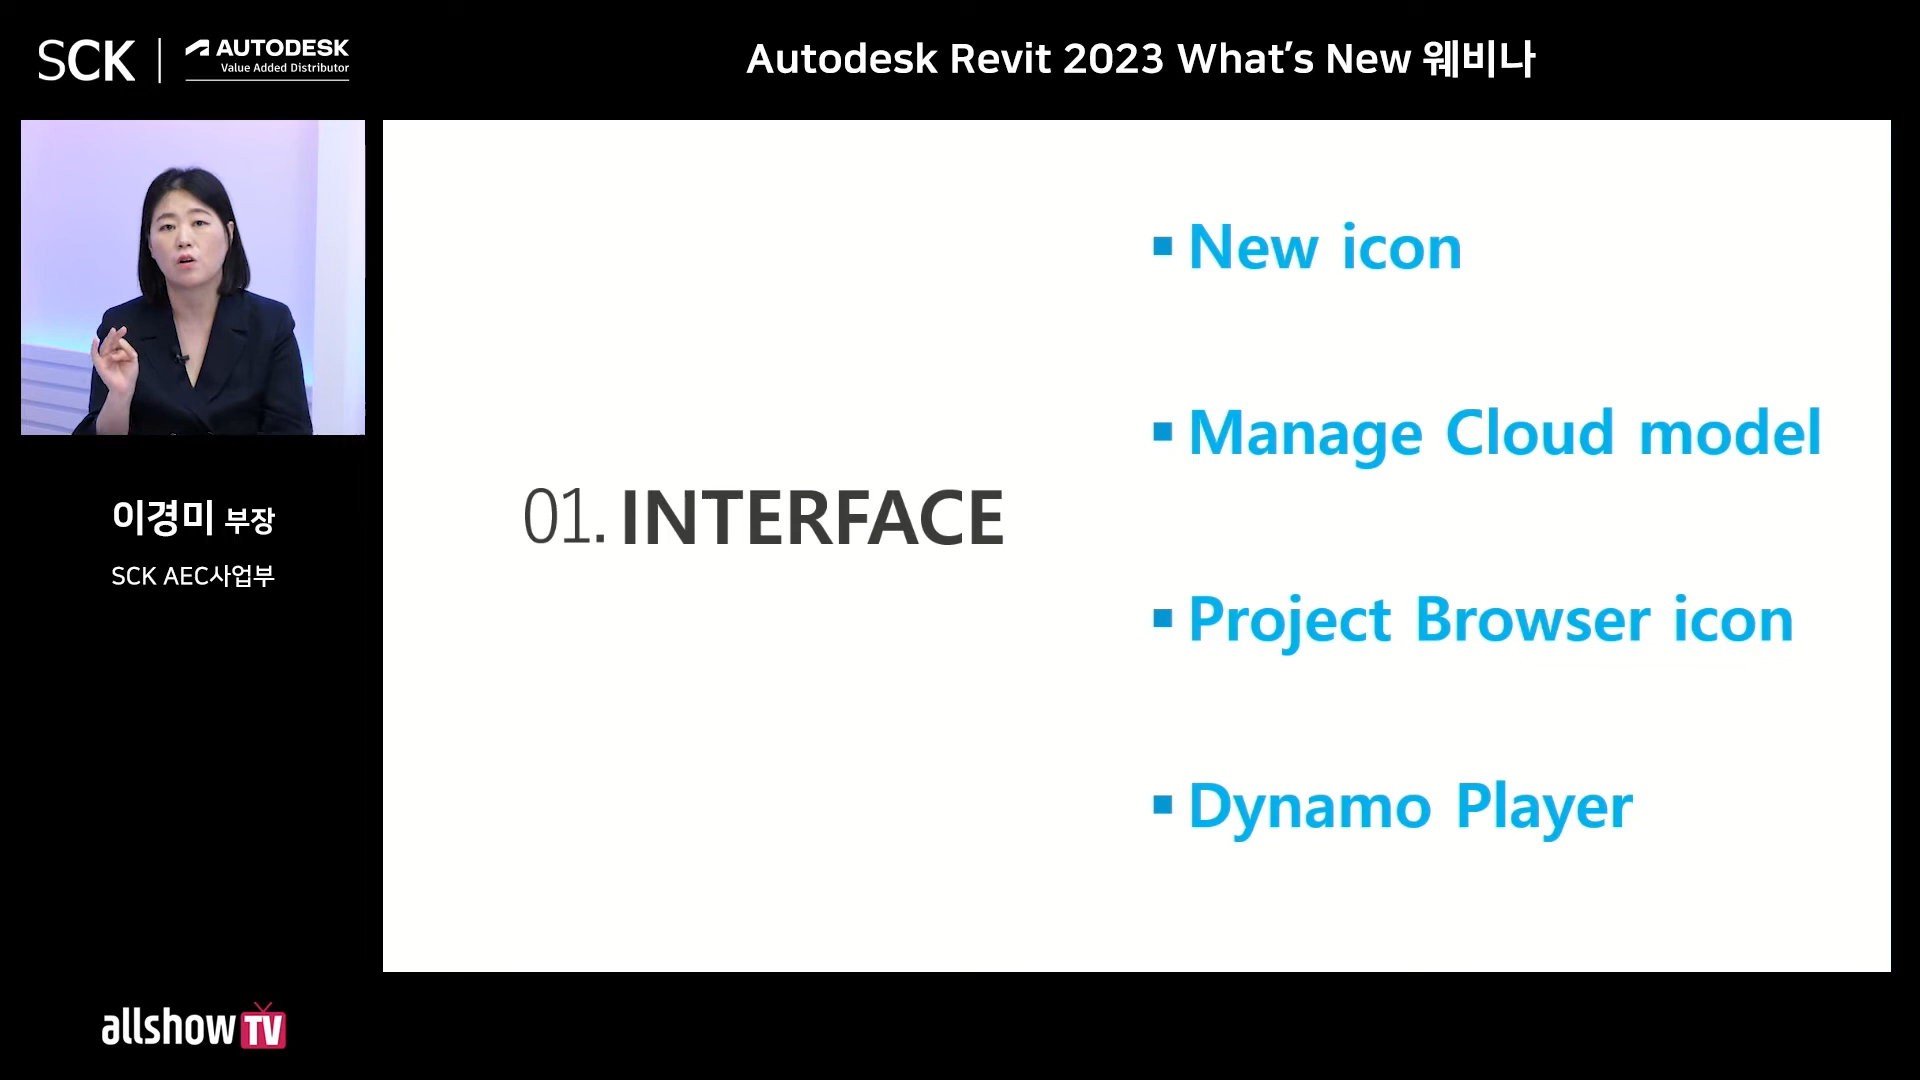 SCK
AUTODESK
Value Added Distributor
Autodesk Revit 2023 What's New 웨비나
이경미 부장
SCK AEC사업부
01. INTERFACE
▪ New icon
▪ Manage Cloud model
▪ Project Browser icon
▪ Dynamo Player
allshow TV